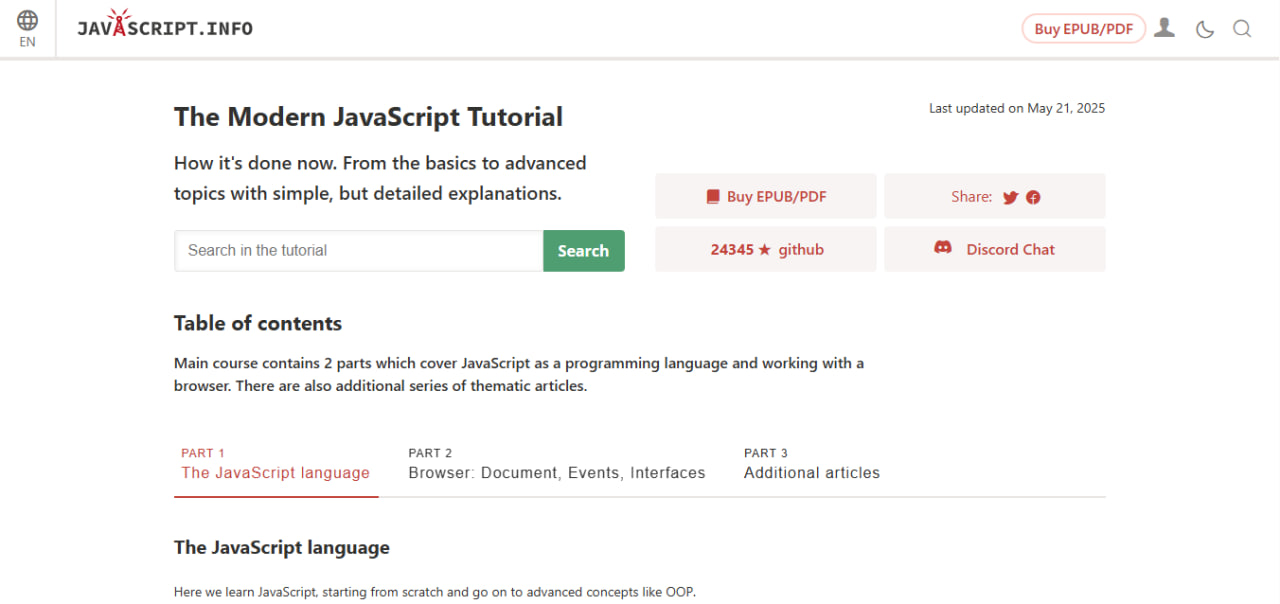 EN
JAVASCRIPT.INFO
Buy EPUB/PDF
The Modern JavaScript Tutorial
Last updated on May 21, 2025
How it's done now. From the basics to advanced
topics with simple, but detailed explanations.
Buy EPUB/PDF
Share:
Search in the tutorial
Search
24345 ★ github
Discord Chat
Table of contents
Main course contains 2 parts which cover JavaScript as a programming language and working with a
browser. There are also additional series of thematic articles.
PART 1
The JavaScript language
PART 2
Browser: Document, Events, Interfaces
PART 3
Additional articles
The JavaScript language
Here we learn JavaScript, starting from scratch and go on to advanced concepts like OOP.